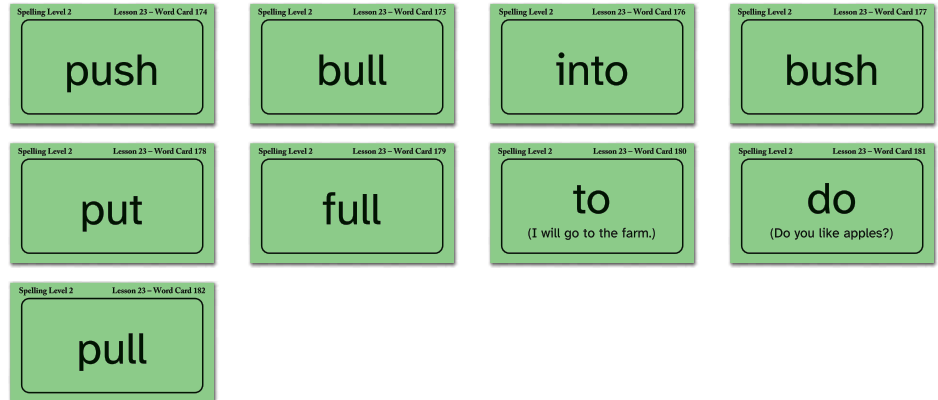 Spelling Level 2 Lesson 23 – Word Card 174
push
Spelling Level 2 Lesson 23 – Word Card 175
bull
Spelling Level 2 Lesson 23 – Word Card 176
into
Spelling Level 2 Lesson 23 – Word Card 177
bush
Spelling Level 2 Lesson 23 – Word Card 178
put
Spelling Level 2 Lesson 23 – Word Card 179
full
Spelling Level 2 Lesson 23 – Word Card 180
to
(I will go to the farm.)
Spelling Level 2 Lesson 23 – Word Card 181
do
(Do you like apples?)
Spelling Level 2 Lesson 23 – Word Card 182
pull